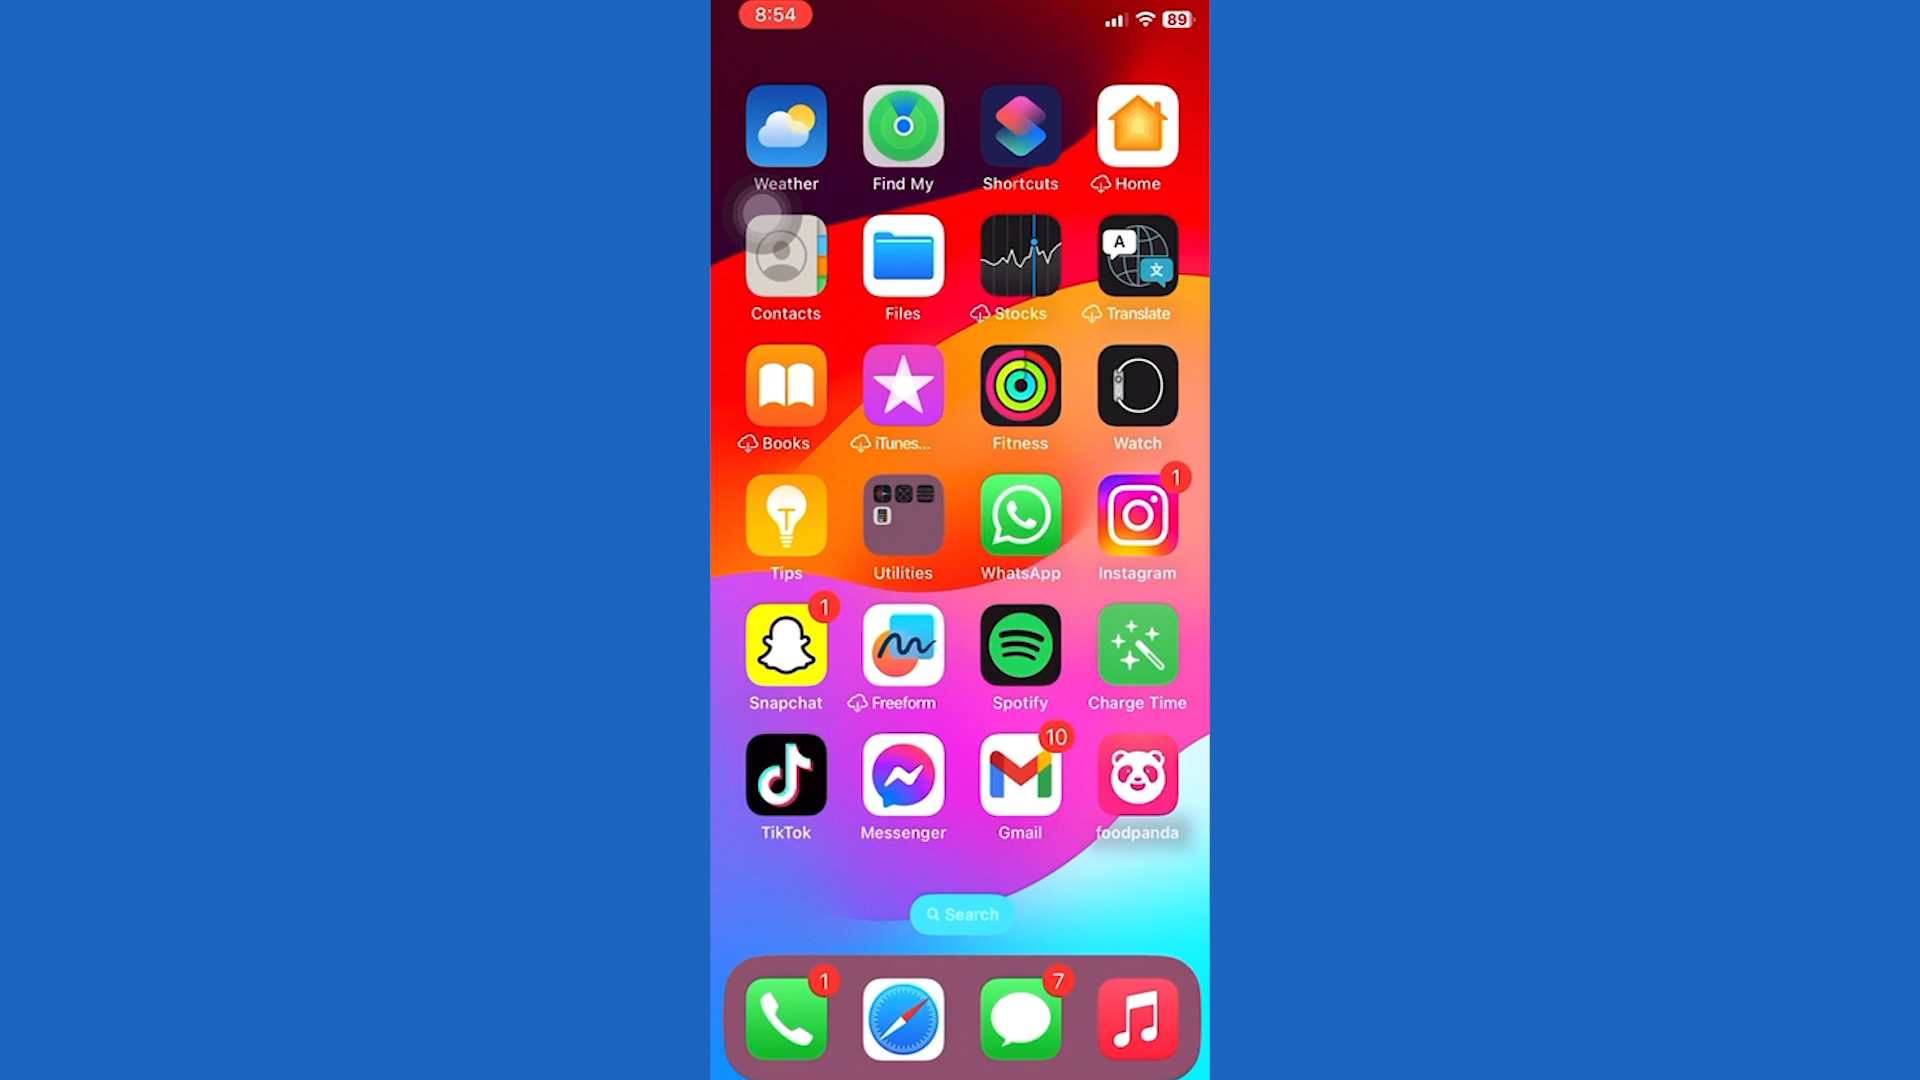 8:54
89
Weather Find My Shortcuts Home
A
文
Contacts Files Stocks Translate
Books iTunes... Fitness Watch
1
Tips Utilities WhatsApp Instagram
1
Snapchat Freeform Spotify Charge Time
10
TikTok Messenger Gmail foodpanda
Search
1
7